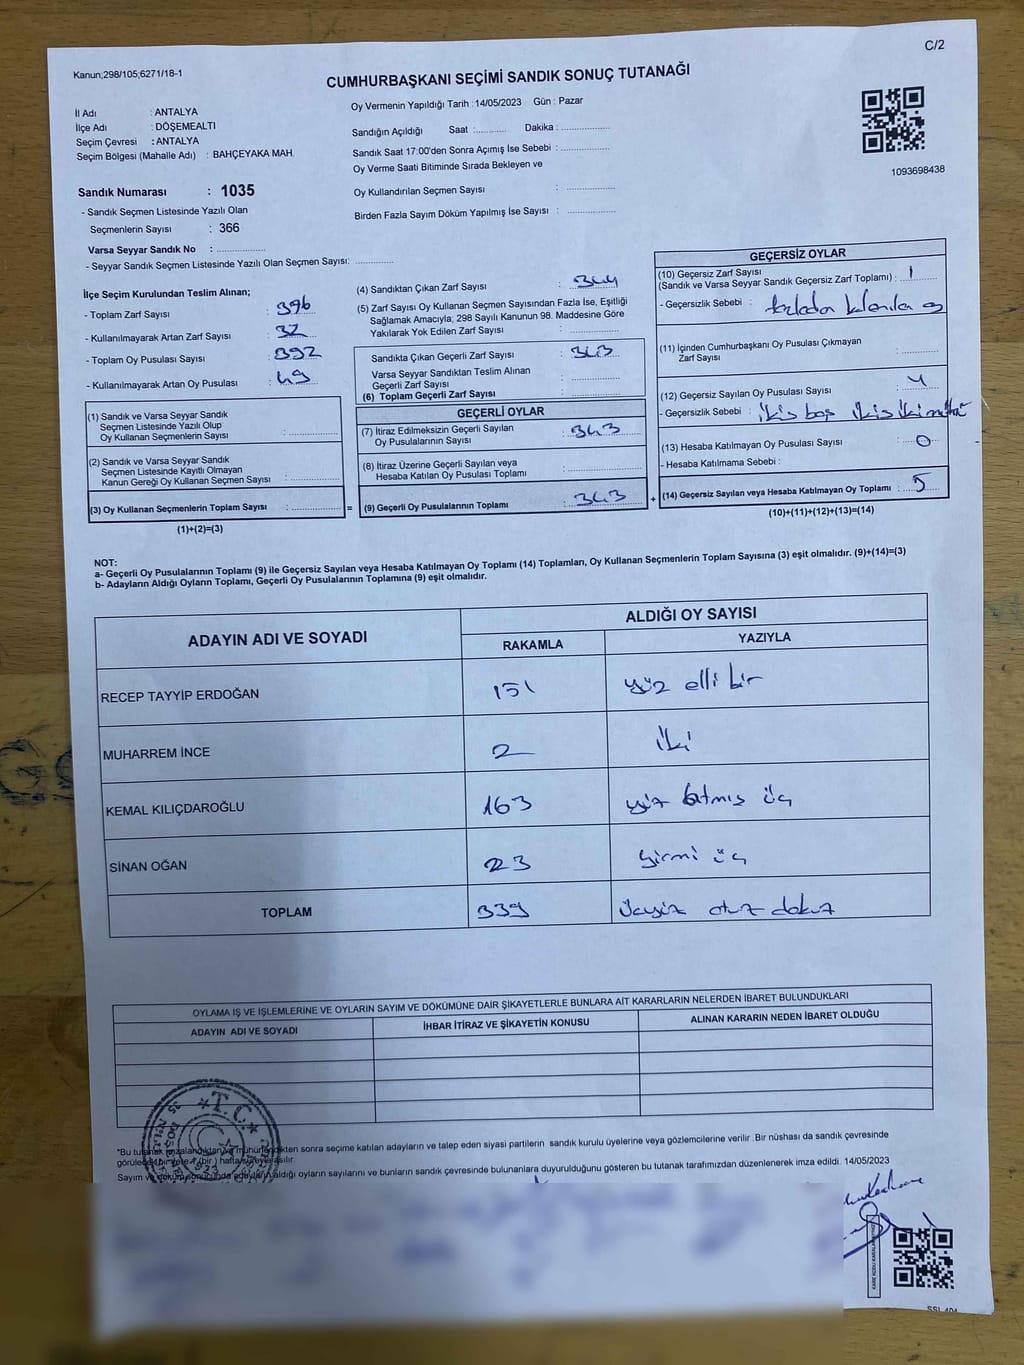 C/2
Kanun;298/105;6271/18-1
CUMHURBAŞKANI SEÇİMİ SANDIK SONUÇ TUTANAĞI
İl Adı : ANTALYA
İlçe Adı : DÖŞEMEALTI
Seçim Çevresi : ANTALYA
Seçim Bölgesi (Mahalle Adı) : BAHÇEYAKA MAH.
Sandık Numarası : 1035
- Sandık Seçmen Listesinde Yazılı Olan
Seçmenlerin Sayısı : 366
Varsa Seyyar Sandık No : ................
- Seyyar Sandık Seçmen Listesinde Yazılı Olan Seçmen Sayısı: ............
Oy Vermenin Yapıldığı Tarih : 14/05/2023 Gün : Pazar
Sandığın Açıldığı Saat :........... Dakika : ................
Sandık Saat 17:00'den Sonra Açımış İse Sebebi : ................
Oy Verme Saati Bitiminde Sırada Bekleyen ve
Oy Kullandırılan Seçmen Sayısı : ................
Birden Fazla Sayım Döküm Yapılmış İse Sayısı : ................
1093698438
İlçe Seçim Kurulundan Teslim Alınan;
- Toplam Zarf Sayısı : 396
- Kullanılmayarak Artan Zarf Sayısı : 32
- Toplam Oy Pusulası Sayısı : 392
- Kullanılmayarak Artan Oy Pusulası : 49
(1) Sandık ve Varsa Seyyar Sandık
Seçmen Listesinde Yazılı Olup
Oy Kullanan Seçmenlerin Sayısı : ................
(2) Sandık ve Varsa Seyyar Sandık
Seçmen Listesinde Kayıtlı Olmayan
Kanun Gereği Oy Kullanan Seçmen Sayısı : ................
(3) Oy Kullanan Seçmenlerin Toplam Sayısı : ................
(1)+(2)=(3)
=
(4) Sandıktan Çıkan Zarf Sayısı : 344
(5) Zarf Sayısı Oy Kullanan Seçmen Sayısından Fazla İse, Eşitliği
Sağlamak Amacıyla, 298 Sayılı Kanunun 98. Maddesine Göre
Yakılarak Yok Edilen Zarf Sayısı : ................
Sandıkta Çıkan Geçerli Zarf Sayısı : 343
Varsa Seyyar Sandıktan Teslim Alınan
Geçerli Zarf Sayısı : ................
(6) Toplam Geçerli Zarf Sayısı : ................
GEÇERLİ OYLAR
(7) İtiraz Edilmeksizin Geçerli Sayılan
Oy Pusulalarının Sayısı : 343
(8) İtiraz Üzerine Geçerli Sayılan veya
Hesaba Katılan Oy Pusulası Toplamı : ................
(9) Geçerli Oy Pusulalarının Toplamı : 343
+
GEÇERSİZ OYLAR
(10) Geçersiz Zarf Sayısı
(Sandık ve Varsa Seyyar Sandık Geçersiz Zarf Toplamı) : 1
- Geçersizlik Sebebi :
(11) İçinden Cumhurbaşkanı Oy Pusulası Çıkmayan
Zarf Sayısı : ............
(12) Geçersiz Sayılan Oy Pusulası Sayısı : 4
- Geçersizlik Sebebi : ikisi boş ikisi iki
(13) Hesaba Katılmayan Oy Pusulası Sayısı : 0
- Hesaba Katılmama Sebebi :
(14) Geçersiz Sayılan veya Hesaba Katılmayan Oy Toplamı : 5
(10)+(11)+(12)+(13)=(14)
NOT:
a- Geçerli Oy Pusulalarının Toplamı (9) ile Geçersiz Sayılan veya Hesaba Katılmayan Oy Toplamı (14) Toplamları, Oy Kullanan Seçmenlerin Toplam Sayısına (3) eşit olmalıdır. (9)+(14)=(3)
b- Adayların Aldığı Oyların Toplamı, Geçerli Oy Pusulalarının Toplamına (9) eşit olmalıdır.
ADAYIN ADI VE SOYADI ALDIĞI OY SAYISI
RAKAMLA YAZIYLA
RECEP TAYYİP ERDOĞAN 151 yüz elli bir
MUHARREM İNCE 2 iki
KEMAL KILIÇDAROĞLU 163 yüz altmış üç
SİNAN OĞAN 23 yirmi üç
TOPLAM 339 üçyüz otuz dokuz
OYLAMA İŞ VE İŞLEMLERİNE VE OYLARIN SAYIM VE DÖKÜMÜNE DAİR ŞİKAYETLERLE BUNLARA AİT KARARLARIN NELERDEN İBARET BULUNDUKLARI
ADAYIN ADI VE SOYADI İHBAR İTİRAZ VE ŞİKAYETİN KONUSU ALINAN KARARIN NEDEN İBARET OLDUĞU
T.C.
*Bu tutanak imzalandıktan ve mühürlendikten sonra seçime katılan adayların ve talep eden siyasi partilerin sandık kurulu üyelerine veya gözlemcilerine verilir .Bir nüshası da sandık çevresinde
görülecek bir yere 1 (bir) hafta süreyle asılır.
Sayım ve döküm sonucunda adayların aldığı oyların sayılarını ve bunların sandık çevresinde bulunanlara duyurulduğunu gösteren bu tutanak tarafımızdan düzenlenerek imza edildi. 14/05/2023